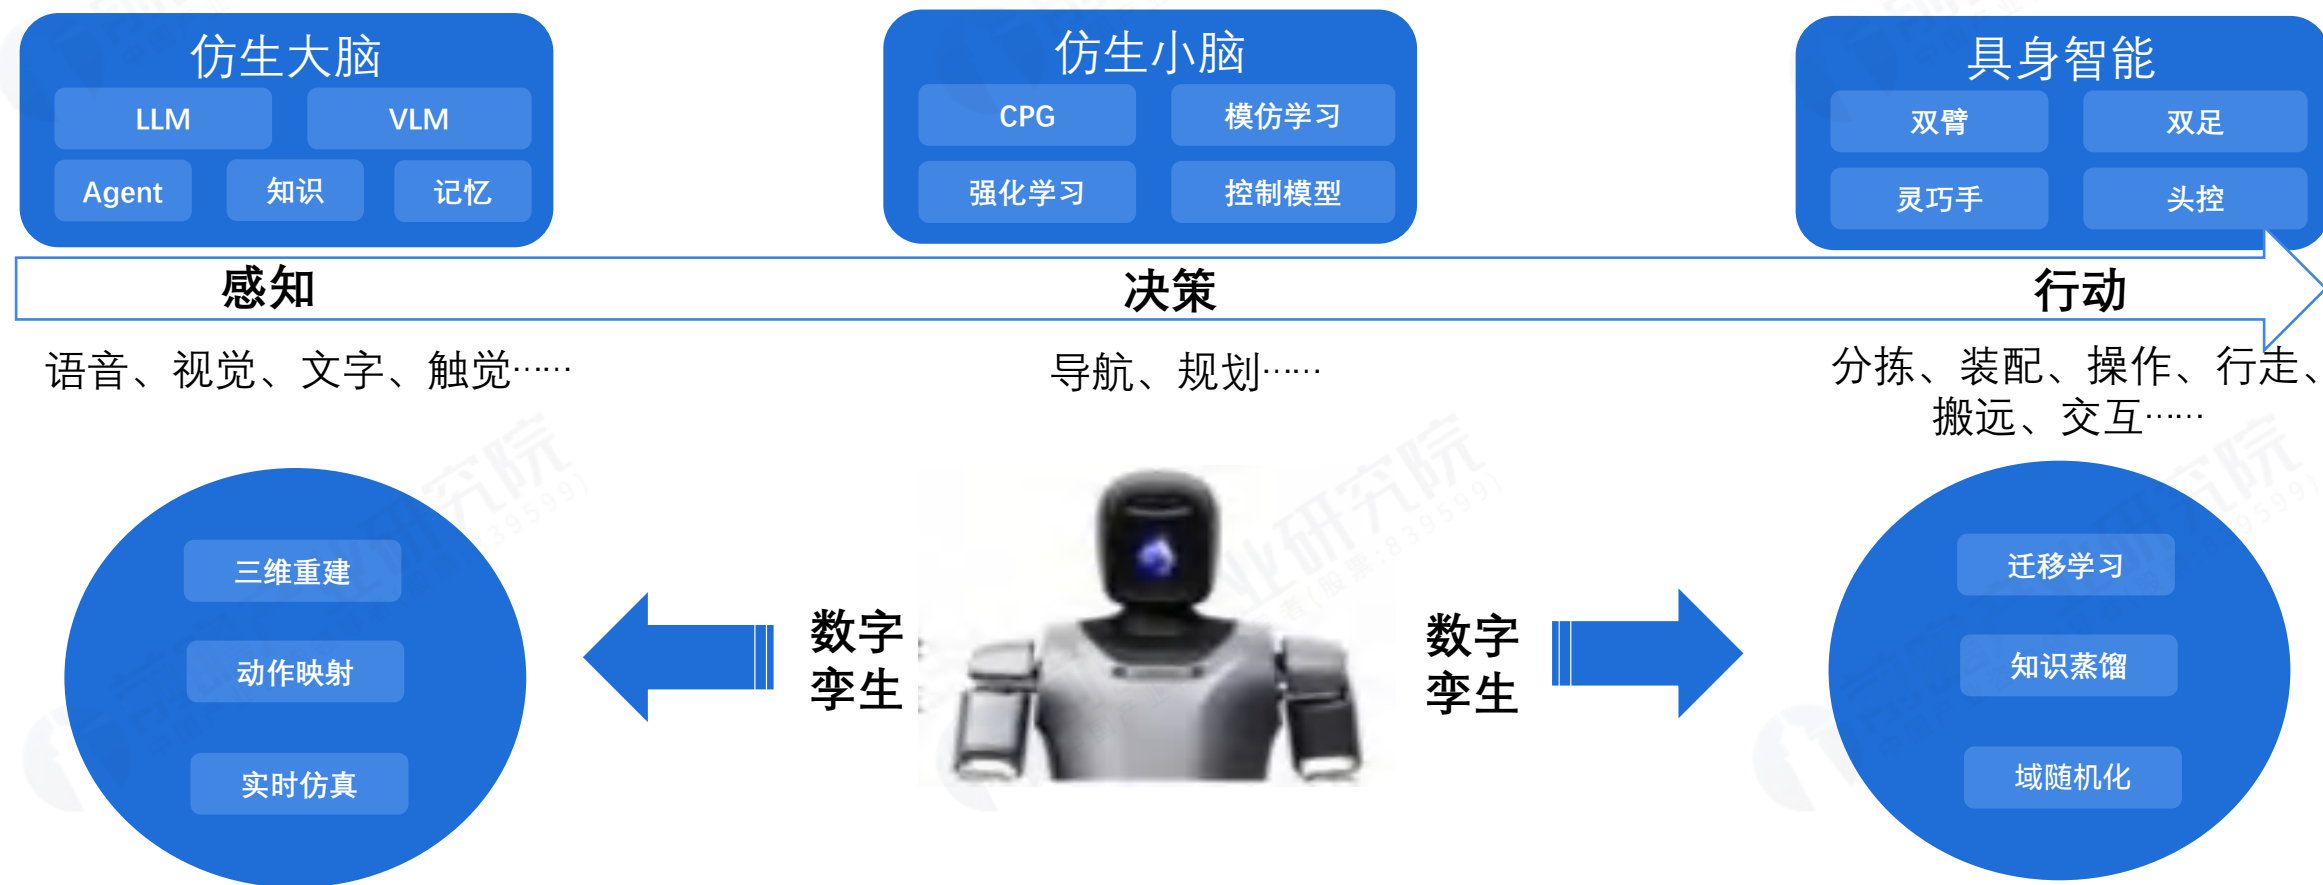 仿生大脑
LLM
VLM
Agent
知识
记忆
仿生小脑
CPG
模仿学习
强化学习
控制模型
具身智能
双臂
双足
灵巧手
头控
感知
决策
行动
语音、视觉、文字、触觉……
导航、规划……
分拣、装配、操作、行走、
搬远、交互……
三维重建
动作映射
实时仿真
数字
孪生
数字
孪生
迁移学习
知识蒸馏
域随机化